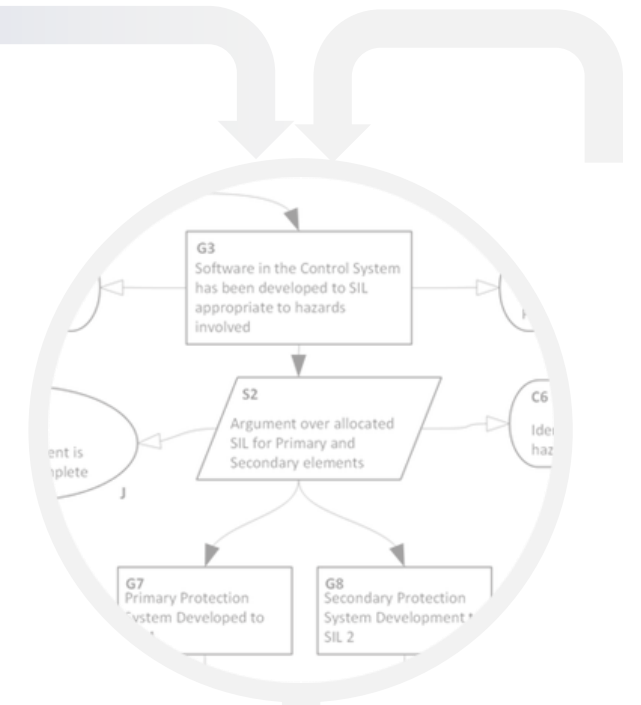 G3
Software in the Control System
has been developed to SIL
appropriate to hazards
involved
S2
Argument over allocated
SIL for Primary and
Secondary elements
C6
is
J
G7
Primary Protection
System Developed to
G8
Secondary Protection
System Development
SIL 2